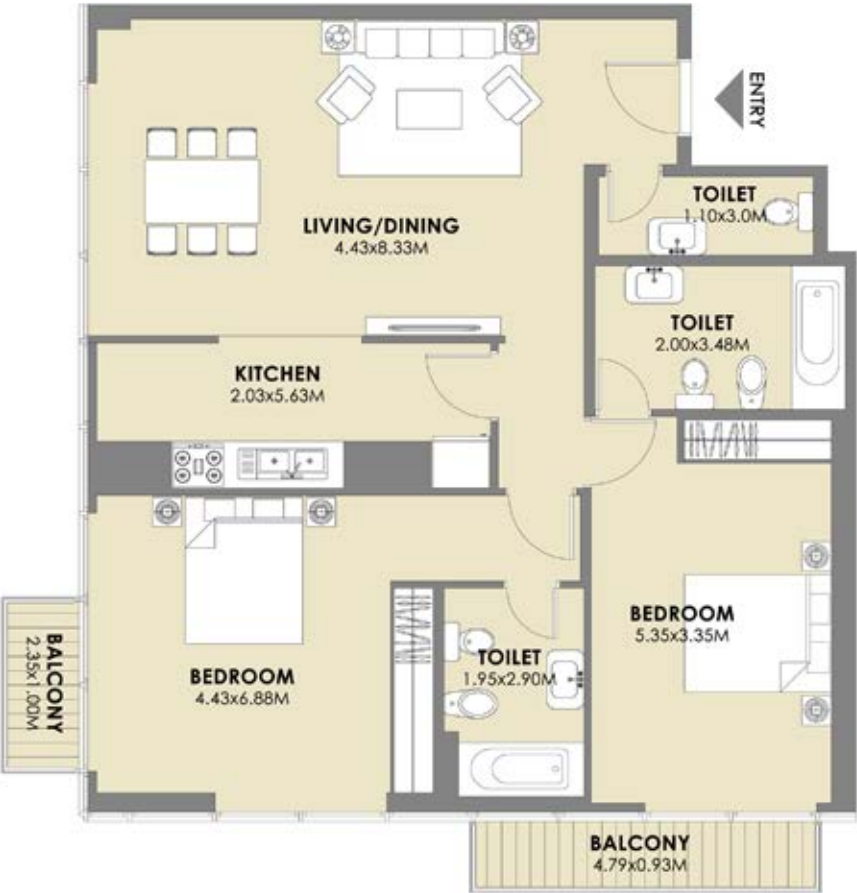 ENTRY
TOILET
1.10x3.0M
LIVING/DINING
4.43x8.33M
TOILET
2.00x3.48M
KITCHEN
2.03x5.63M
BEDROOM
5.35x3.35M
BALCONY
2.35x1.00M
TOILET
1.95x2.90M
BEDROOM
4.43x6.88M
BALCONY
4.79x0.93M